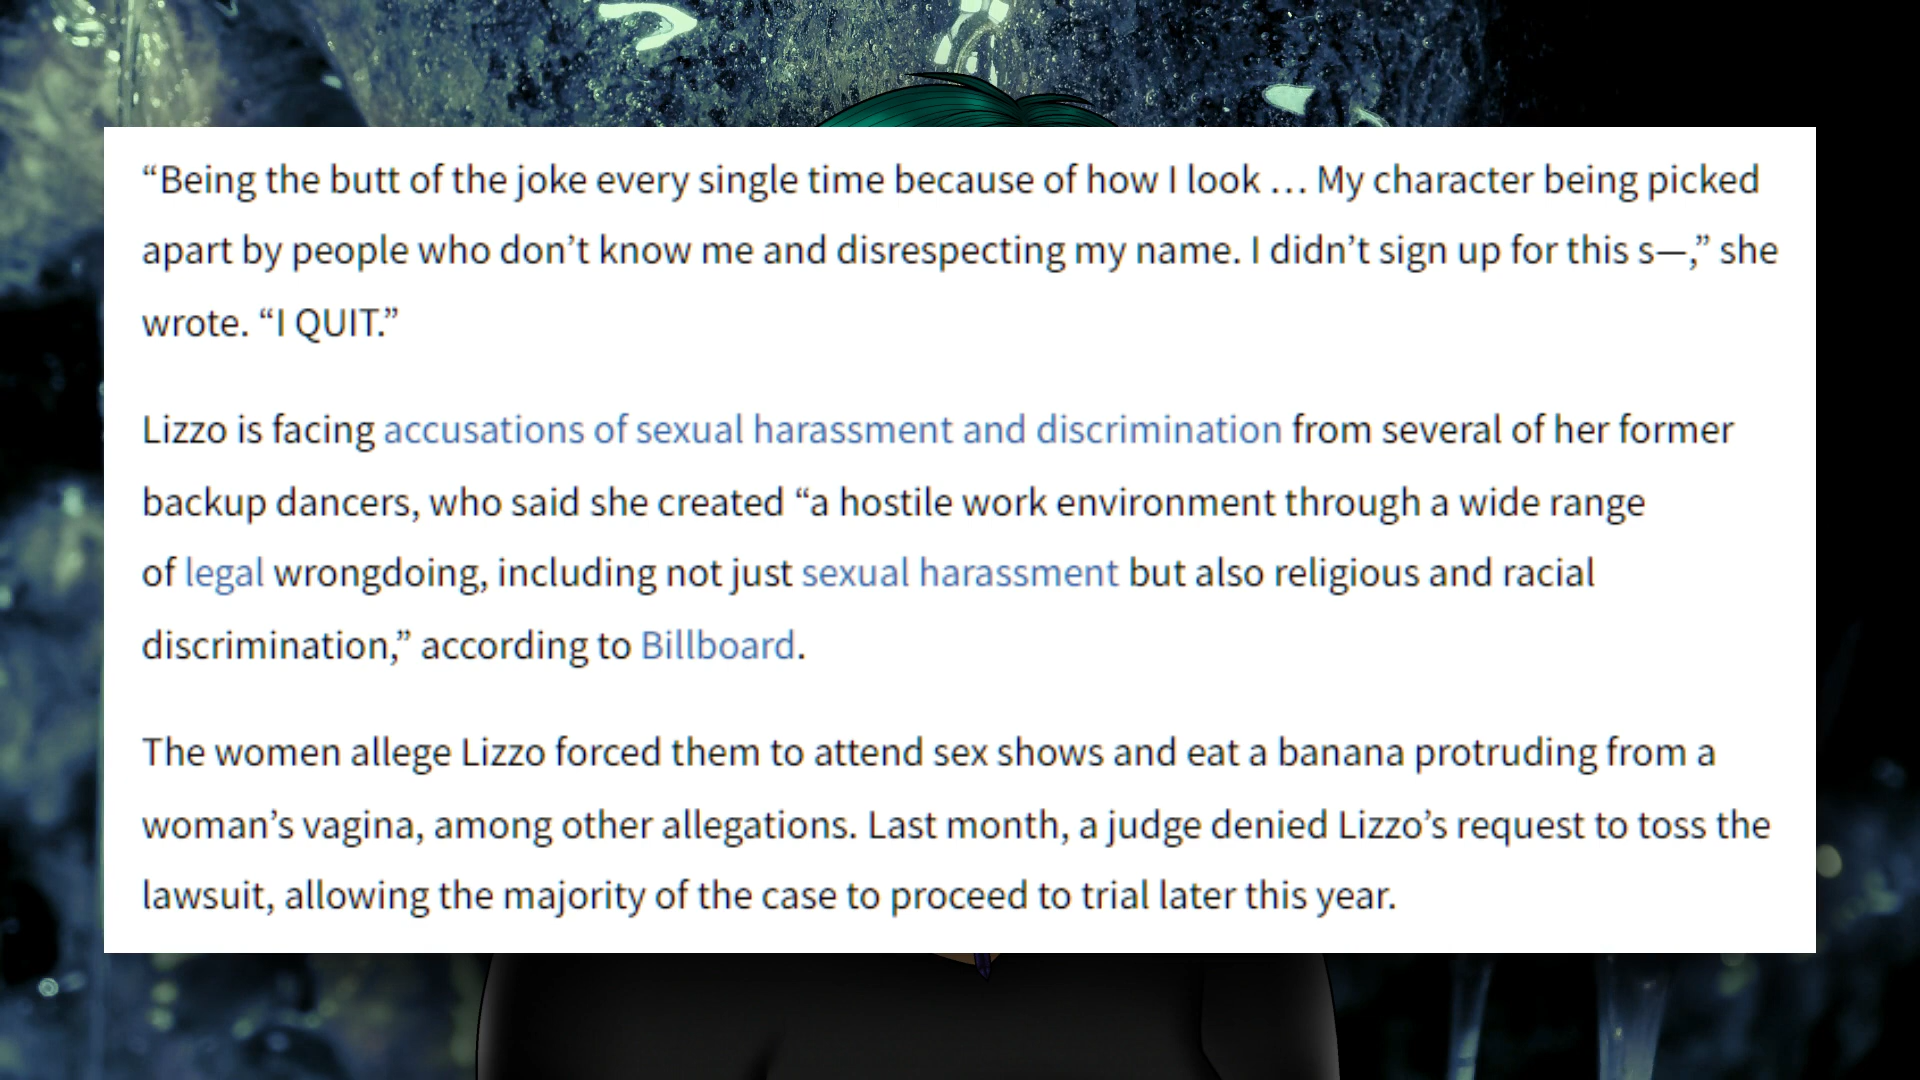 “Being the butt of the joke every single time because of how I look … My character being picked
apart by people who don’t know me and disrespecting my name. I didn’t sign up for this s—,” she
wrote. “I QUIT.”
Lizzo is facing accusations of sexual harassment and discrimination from several of her former
backup dancers, who said she created “a hostile work environment through a wide range
of legal wrongdoing, including not just sexual harassment but also religious and racial
discrimination,” according to Billboard.
The women allege Lizzo forced them to attend sex shows and eat a banana protruding from a
woman’s vagina, among other allegations. Last month, a judge denied Lizzo’s request to toss the
lawsuit, allowing the majority of the case to proceed to trial later this year.